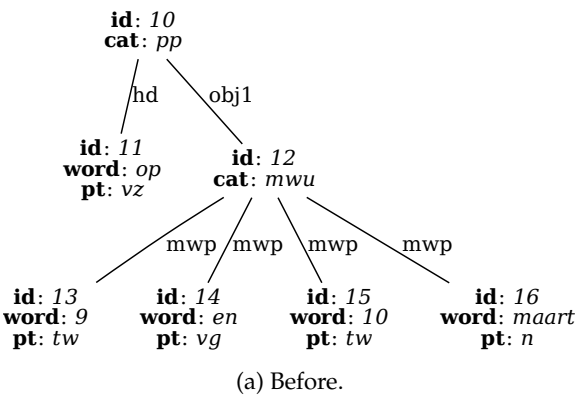 id: 10
cat: pp
hd
obj1
id: 11
word: op
pt: vz
id: 12
cat: mwu
mwp
mwp
mwp
mwp
id: 13
word: 9
pt: tw
id: 14
word: en
pt: vg
id: 15
word: 10
pt: tw
id: 16
word: maart
pt: n
(a) Before.